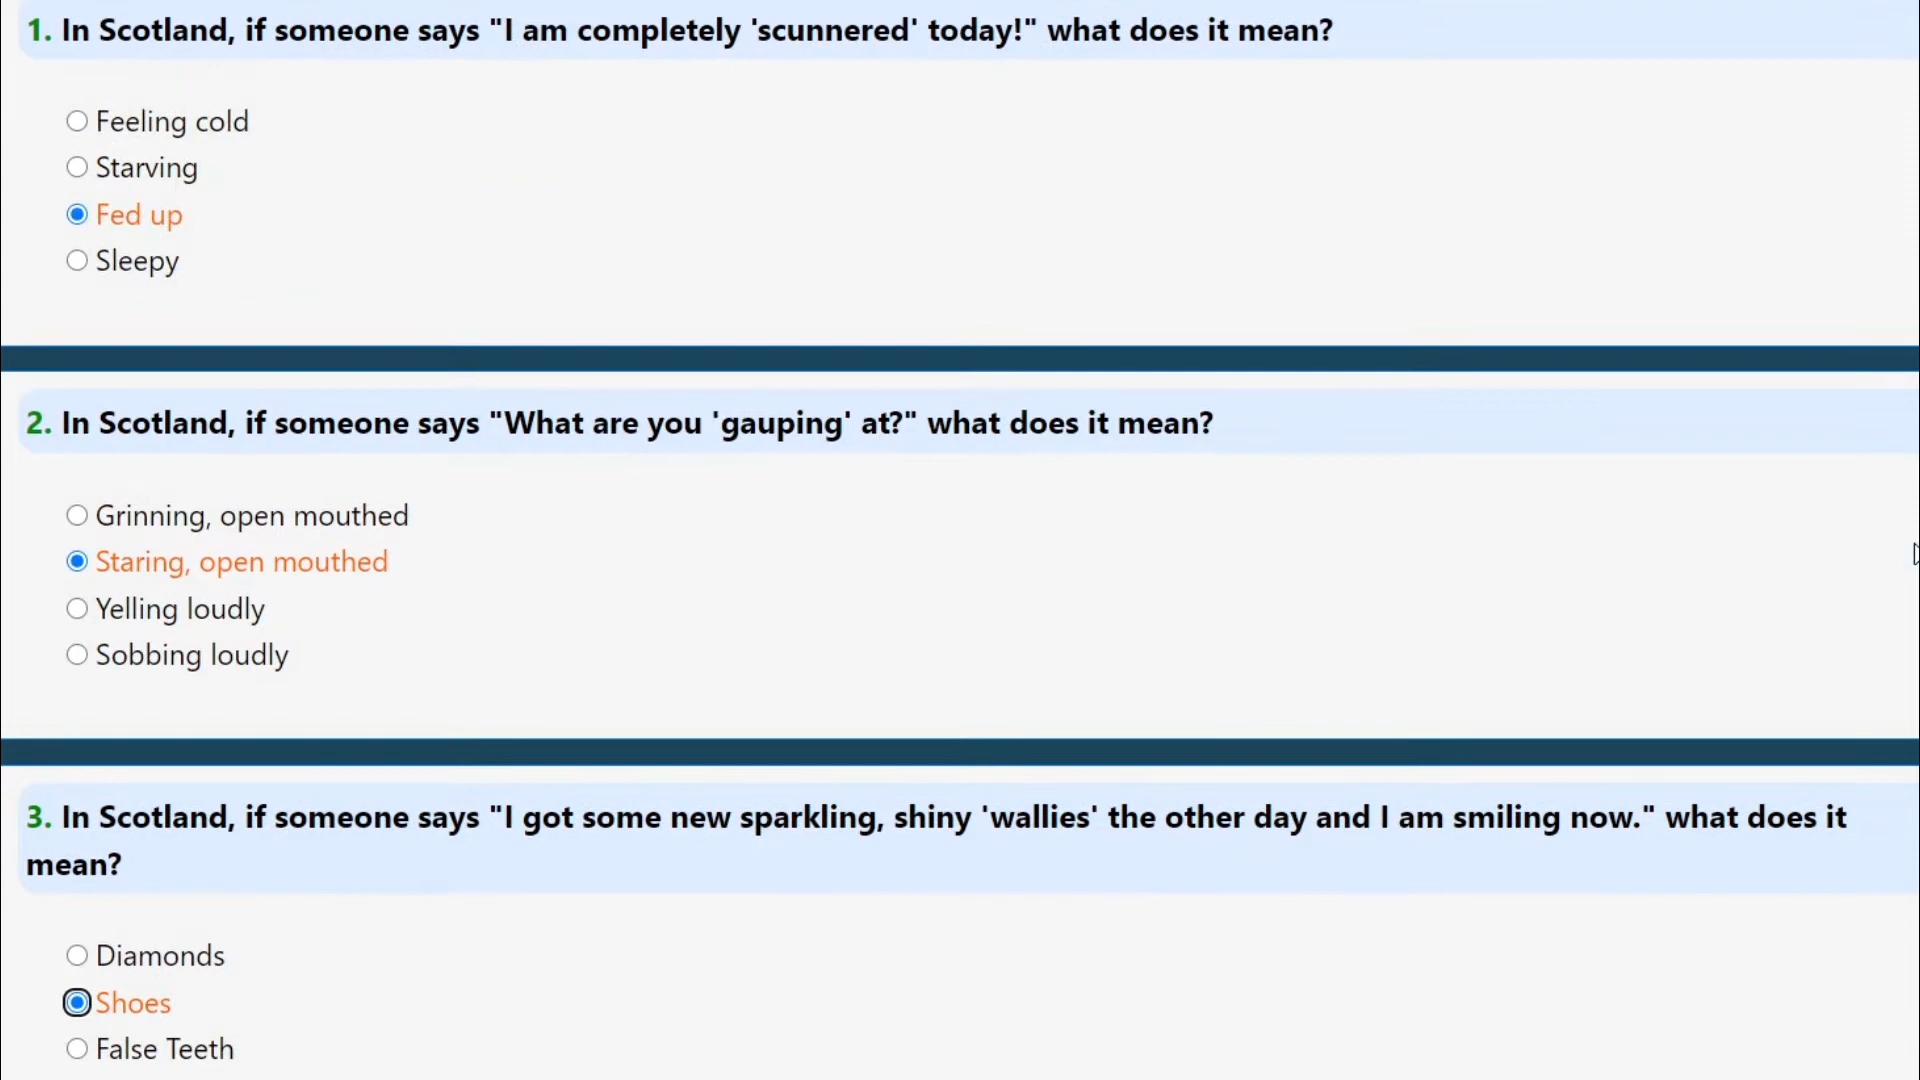 1. In Scotland, if someone says "I am completely 'scunnered' today!" what does it mean?
Feeling cold
Starving
Fed up
Sleepy
2. In Scotland, if someone says "What are you 'gauping' at?" what does it mean?
Grinning, open mouthed
Staring, open mouthed
Yelling loudly
Sobbing loudly
3. In Scotland, if someone says "I got some new sparkling, shiny 'wallies' the other day and I am smiling now." what does it
mean?
Diamonds
Shoes
False Teeth